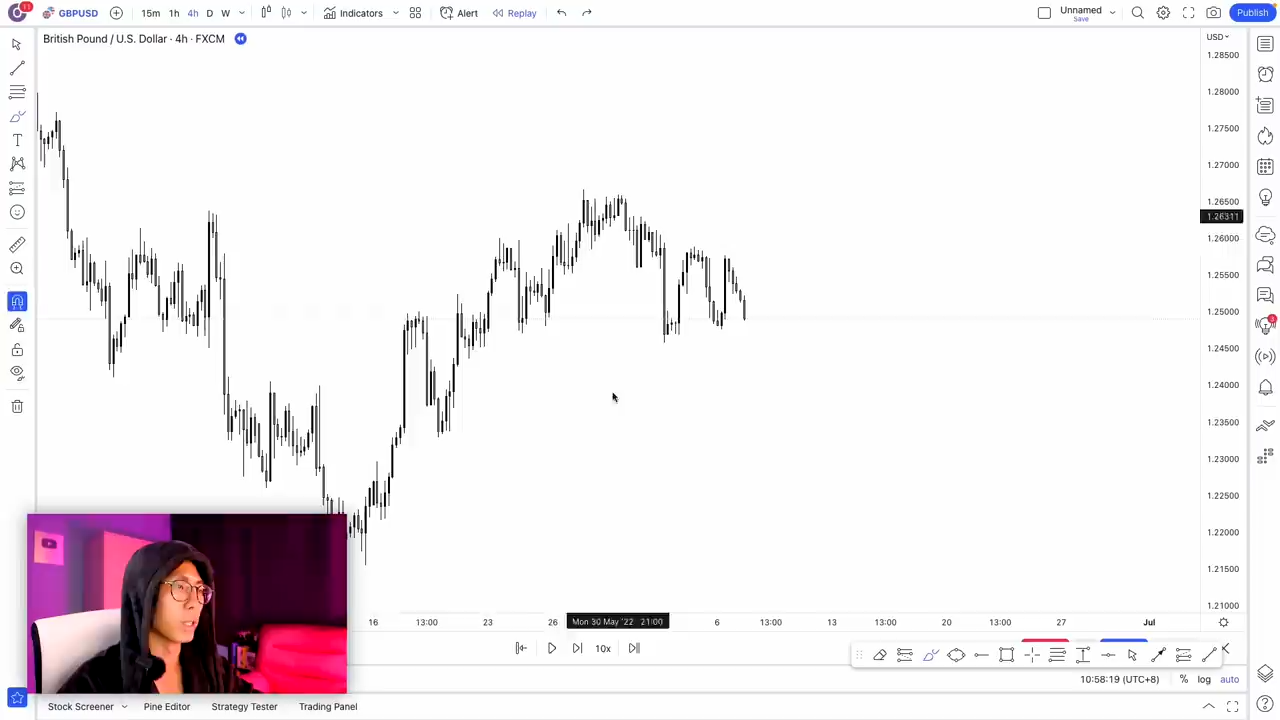 11
GBPUSD
15m 1h 4h D W
Indicators
Alert
Replay
Unnamed
Save
Publish
British Pound / U.S. Dollar · 4h · FXCM
USD
1.28500
1.28000
1.27500
1.27000
1.26500
1.26311
1.26000
1.25500
1.25000
1.24500
1.24000
1.23500
1.23000
1.22500
1.22000
1.21500
1.21000
3
16 13:00 23 26 Mon 30 May '22 21:00 6 13:00 13 13:00 20 13:00 27 Jul
10x
10:58:19 (UTC+8) % log auto
Stock Screener Pine Editor Strategy Tester Trading Panel